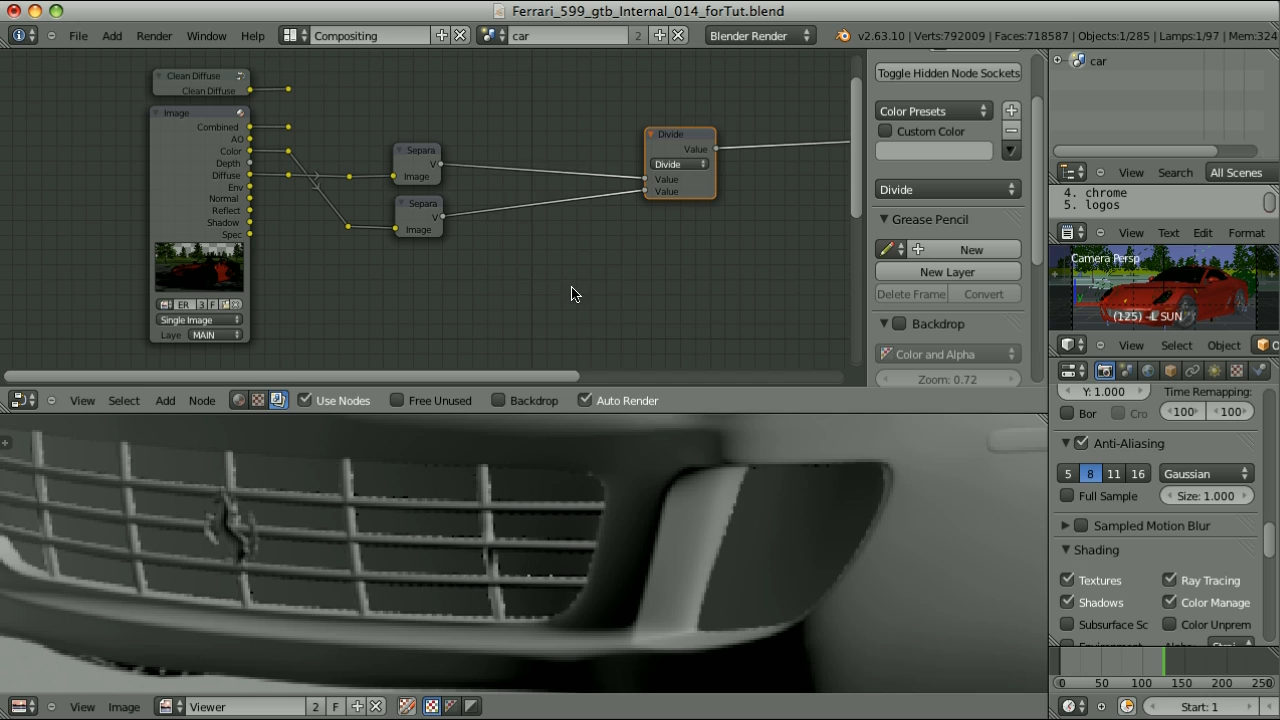 Ferrari_599_gtb_Internal_014_forTut.blend
File Add Render Window Help Compositing car 2 Blender Render v2.63.10 | Verts:792009 | Faces:718587 | Objects:1/285 | Lamps:1/97 | Mem:324
Clean Diffuse
Clean Diffuse
Image
Combined
AO
Color
Depth
Diffuse
Env
Normal
Reflect
Shadow
Spec
ER 3 F
Single Image
Laye MAIN
Separa
V
Image
Separa
V
Image
Divide
Value
Divide
Value
Value
Toggle Hidden Node Sockets
Color Presets
Custom Color
Divide
Grease Pencil
New
New Layer
Delete Frame Convert
Backdrop
Color and Alpha
Zoom: 0.72
car
View Search All Scenes
4. chrome
5. logos
View Text Edit Format
Camera Persp
(125) -L SUN
View Select Object O
View Select Add Node Use Nodes Free Unused Backdrop Auto Render
Y: 1.000 Time Remapping:
Bor Cro 100 100
Anti-Aliasing
5 8 11 16 Gaussian
Full Sample Size: 1.000
Sampled Motion Blur
Shading
Textures Ray Tracing
Shadows Color Manage
Subsurface Sc Color Unprem
0 50 100 150 200 250
Start: 1
View Image Viewer 2 F